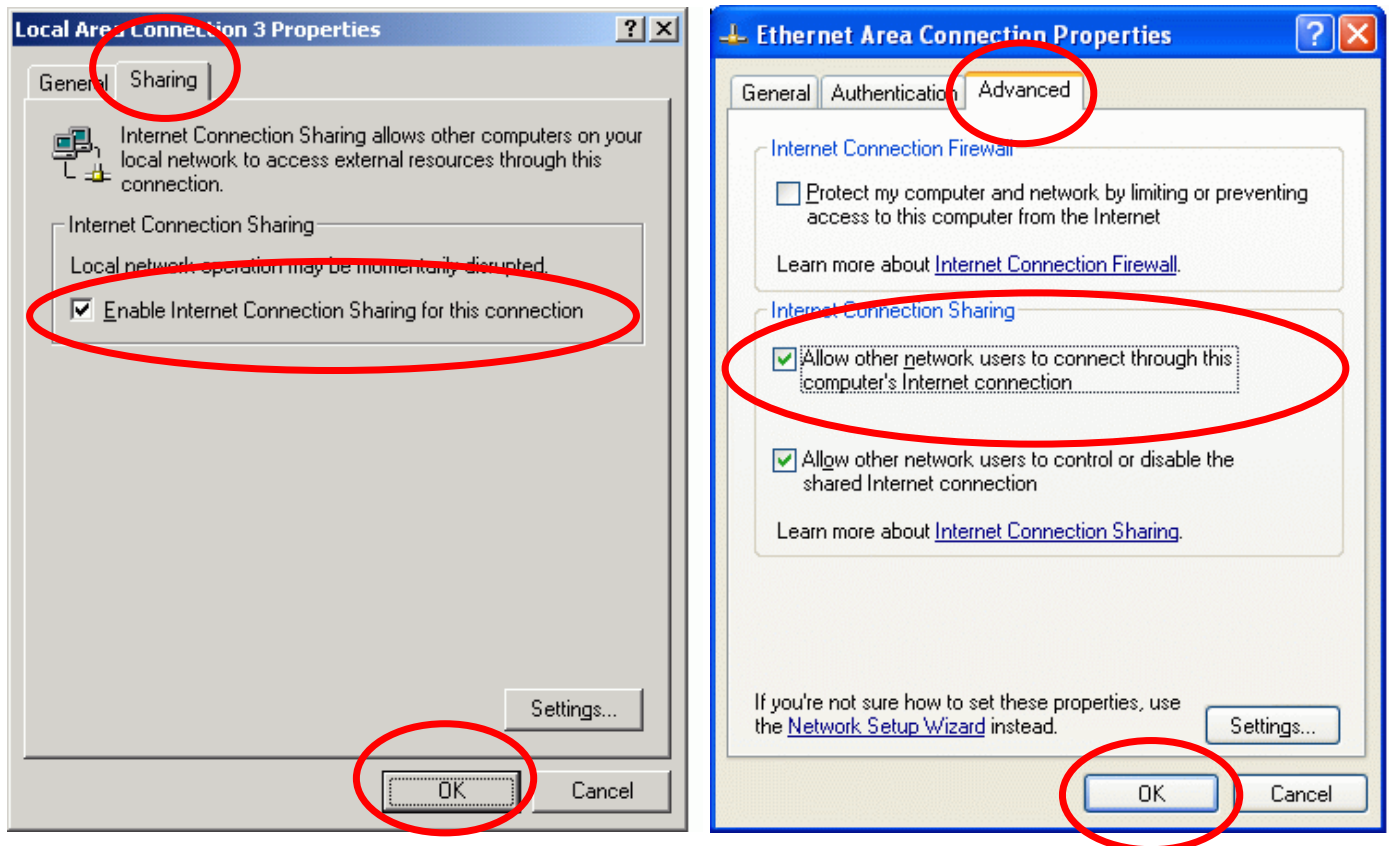 Local Area Connection 3 Properties
General
Sharing
Internet Connection Sharing allows other computers on your
local network to access external resources through this
connection.
Internet Connection Sharing
Local network operation may be momentarily disrupted.
Enable Internet Connection Sharing for this connection
Settings...
OK
Cancel
Ethernet Area Connection Properties
General
Authentication
Advanced
Internet Connection Firewall
Protect my computer and network by limiting or preventing
access to this computer from the Internet
Learn more about Internet Connection Firewall.
Internet Connection Sharing
Allow other network users to connect through this
computer's Internet connection
Allow other network users to control or disable the
shared Internet connection
Learn more about Internet Connection Sharing.
If you're not sure how to set these properties, use
the Network Setup Wizard instead.
Settings...
OK
Cancel